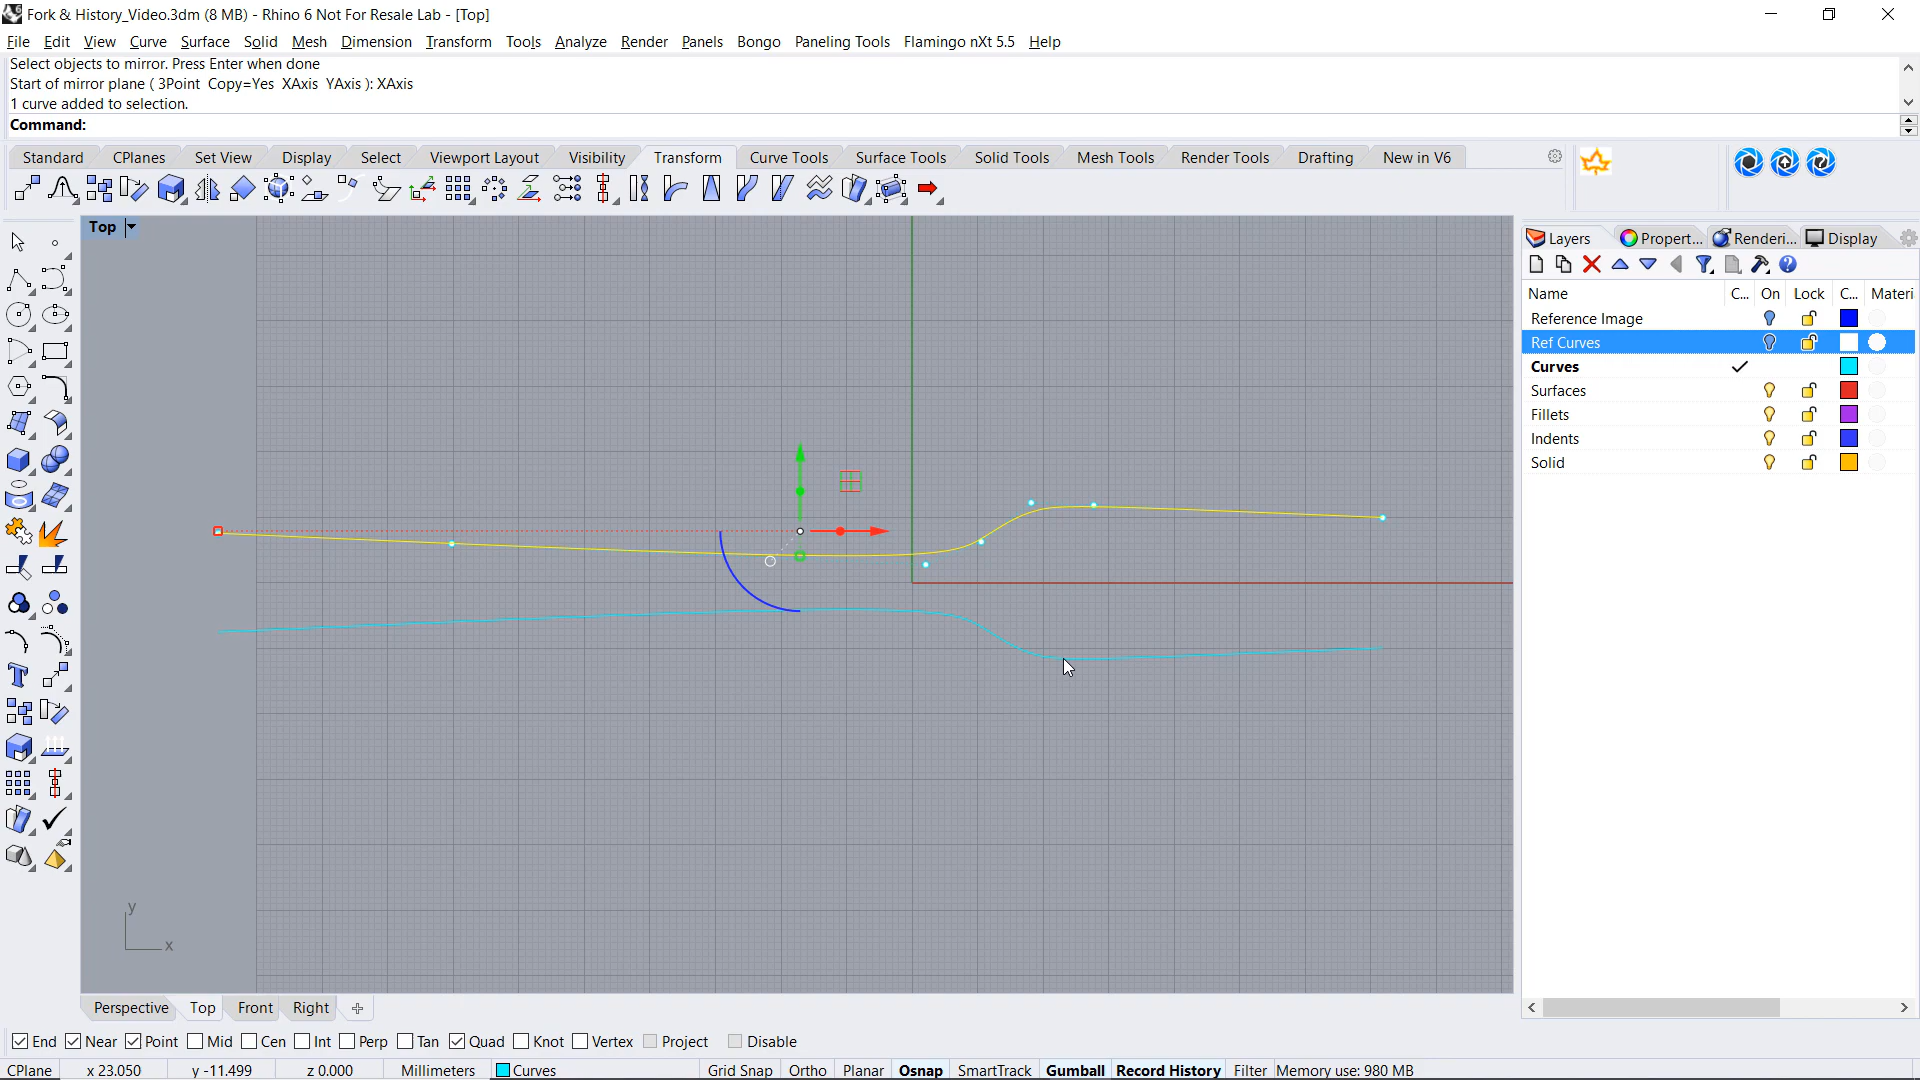 Fork & History_Video.3dm (8 MB) - Rhino 6 Not For Resale Lab - [Top]
File Edit View Curve Surface Solid Mesh Dimension Transform Tools Analyze Render Panels Bongo Paneling Tools Flamingo nXt 5.5 Help
Select objects to mirror. Press Enter when done
Start of mirror plane ( 3Point Copy=Yes XAxis YAxis ): XAxis
1 curve added to selection.
Command:
Standard CPlanes Set View Display Select Viewport Layout Visibility Transform Curve Tools Surface Tools Solid Tools Mesh Tools Render Tools Drafting New in V6
Top
Layers Propert... Renderi... Display
Name C... On Lock C... Materi
Reference Image
Ref Curves
Curves
Surfaces
Fillets
Indents
Solid
y
x
Perspective Top Front Right
End Near Point Mid Cen Int Perp Tan Quad Knot Vertex Project Disable
CPlane x 23.050 y -11.499 z 0.000 Millimeters Curves Grid Snap Ortho Planar Osnap SmartTrack Gumball Record History Filter Memory use: 980 MB